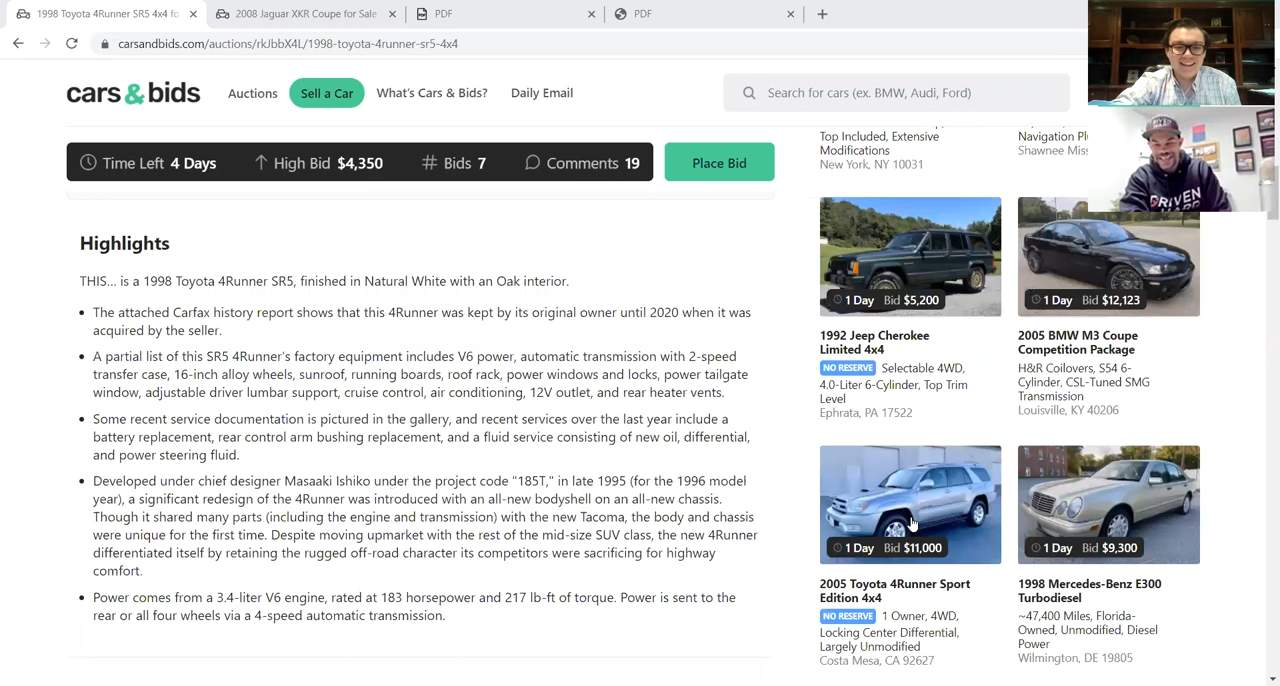 1998 Toyota 4Runner SR5 4x4 fo
2008 Jaguar XKR Coupe for Sale
PDF
PDF
carsandbids.com/auctions/rkJbbX4L/1998-toyota-4runner-sr5-4x4
cars & bids
Auctions
Sell a Car
What's Cars & Bids?
Daily Email
Search for cars (ex. BMW, Audi, Ford)
Time Left 4 Days
High Bid $4,350
# Bids 7
Comments 19
Place Bid
Highlights
THIS... is a 1998 Toyota 4Runner SR5, finished in Natural White with an Oak interior.
• The attached Carfax history report shows that this 4Runner was kept by its original owner until 2020 when it was
acquired by the seller.
• A partial list of this SR5 4Runner's factory equipment includes V6 power, automatic transmission with 2-speed
transfer case, 16-inch alloy wheels, sunroof, running boards, roof rack, power windows and locks, power tailgate
window, adjustable driver lumbar support, cruise control, air conditioning, 12V outlet, and rear heater vents.
• Some recent service documentation is pictured in the gallery, and recent services over the last year include a
battery replacement, rear control arm bushing replacement, and a fluid service consisting of new oil, differential,
and power steering fluid.
• Developed under chief designer Masaaki Ishiko under the project code "185T," in late 1995 (for the 1996 model
year), a significant redesign of the 4Runner was introduced with an all-new bodyshell on an all-new chassis.
Though it shared many parts (including the engine and transmission) with the new Tacoma, the body and chassis
were unique for the first time. Despite moving upmarket with the rest of the mid-size SUV class, the new 4Runner
differentiated itself by retaining the rugged off-road character its competitors were sacrificing for highway
comfort.
• Power comes from a 3.4-liter V6 engine, rated at 183 horsepower and 217 lb-ft of torque. Power is sent to the
rear or all four wheels via a 4-speed automatic transmission.
Top Included, Extensive
Modifications
New York, NY 10031
Navigation
Shawnee
DRIVEN
1 Day Bid $5,200
1992 Jeep Cherokee
Limited 4x4
NO RESERVE Selectable 4WD,
4.0-Liter 6-Cylinder, Top Trim
Level
Ephrata, PA 17522
1 Day Bid $12,123
2005 BMW M3 Coupe
Competition Package
H&R Coilovers, S54 6-
Cylinder, CSL-Tuned SMG
Transmission
Louisville, KY 40206
1 Day Bid $11,000
2005 Toyota 4Runner Sport
Edition 4x4
NO RESERVE 1 Owner, 4WD,
Locking Center Differential,
Largely Unmodified
Costa Mesa, CA 92627
1 Day Bid $9,300
1998 Mercedes-Benz E300
Turbodiesel
~47,400 Miles, Florida-
Owned, Unmodified, Diesel
Power
Wilmington, DE 19805